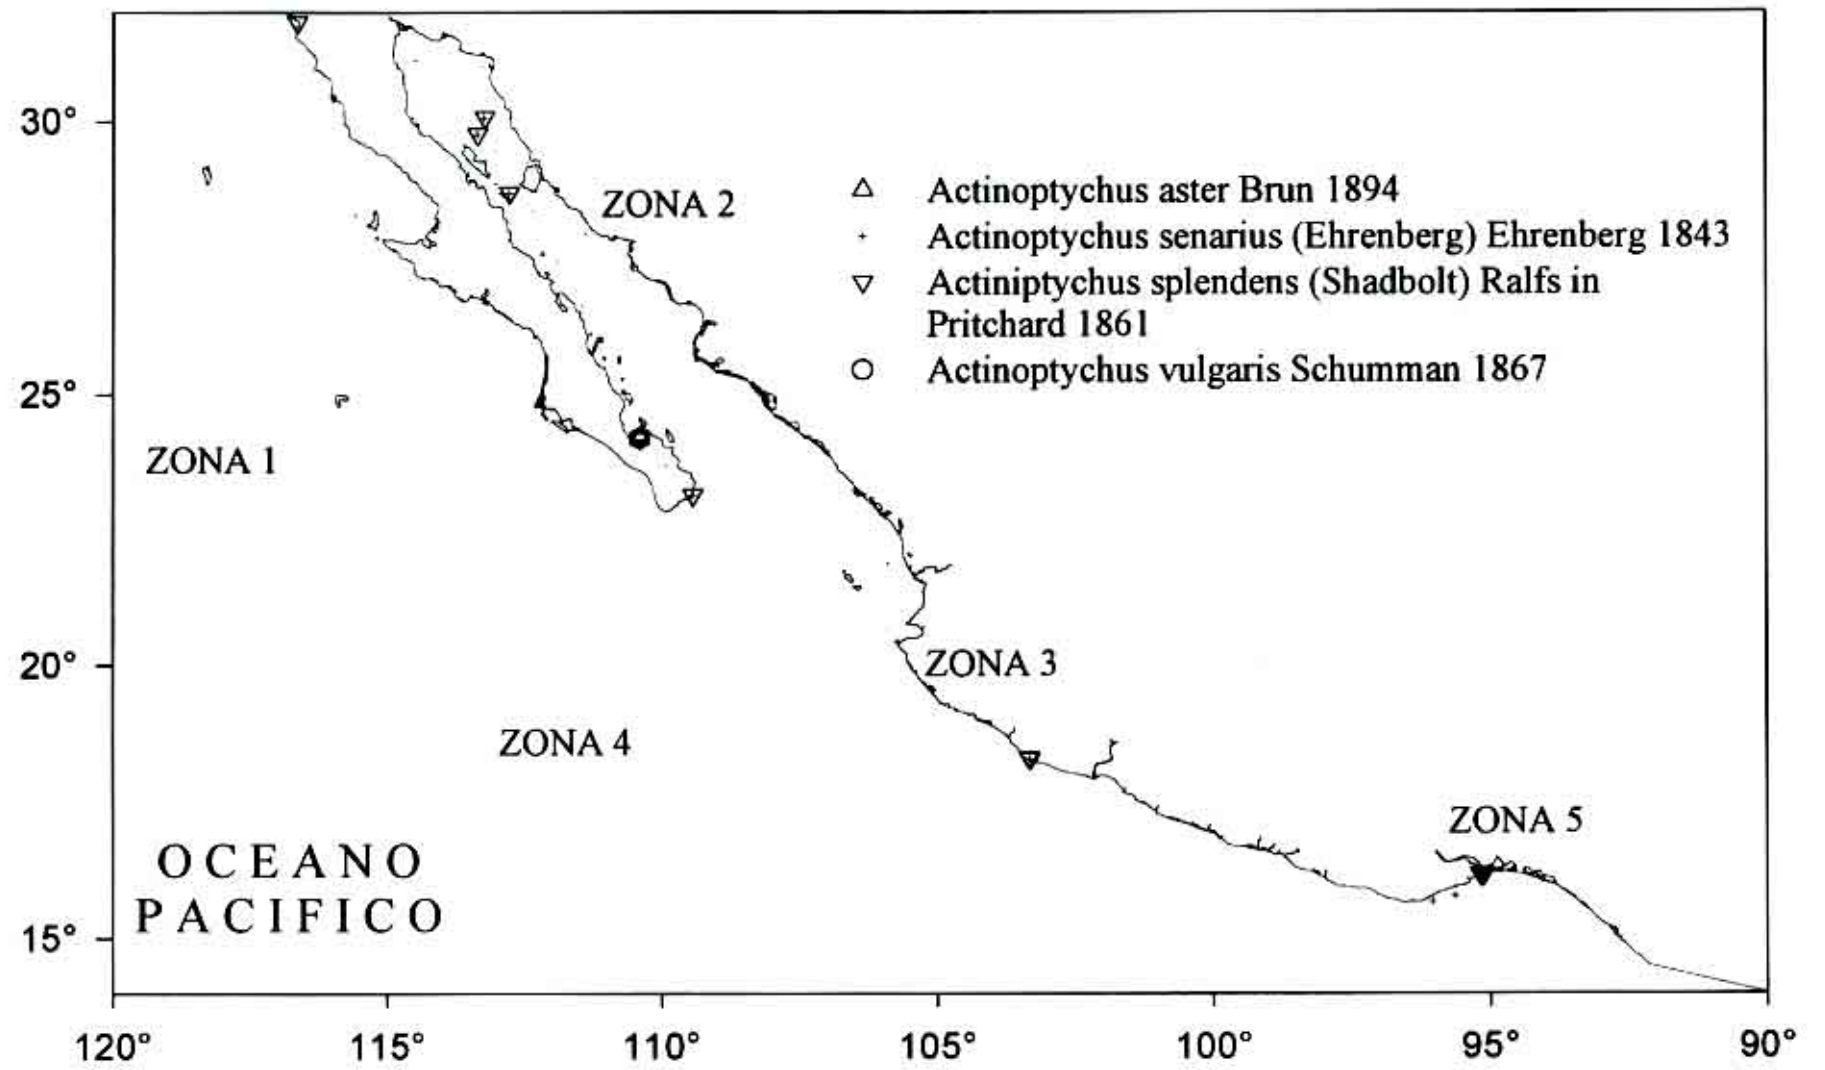 30°
25°
20°
15°
120°
115°
110°
105°
100°
95°
90°
ZONA 1
ZONA 2
ZONA 3
ZONA 4
ZONA 5
OCEANO
PACIFICO
Actinoptychus aster Brun 1894
Actinoptychus senarius (Ehrenberg) Ehrenberg 1843
Actiniptychus splendens (Shadbolt) Ralfs in
Pritchard 1861
Actinoptychus vulgaris Schumman 1867